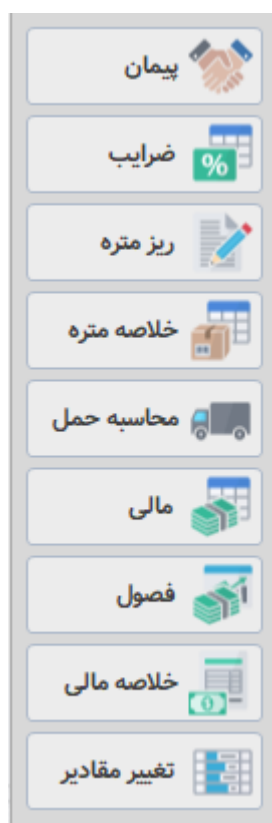 پیمان
ضرایب
ریز متره
خلاصه متره
محاسبه حمل
مالی
فصول
خلاصه مالی
تغییر مقادیر